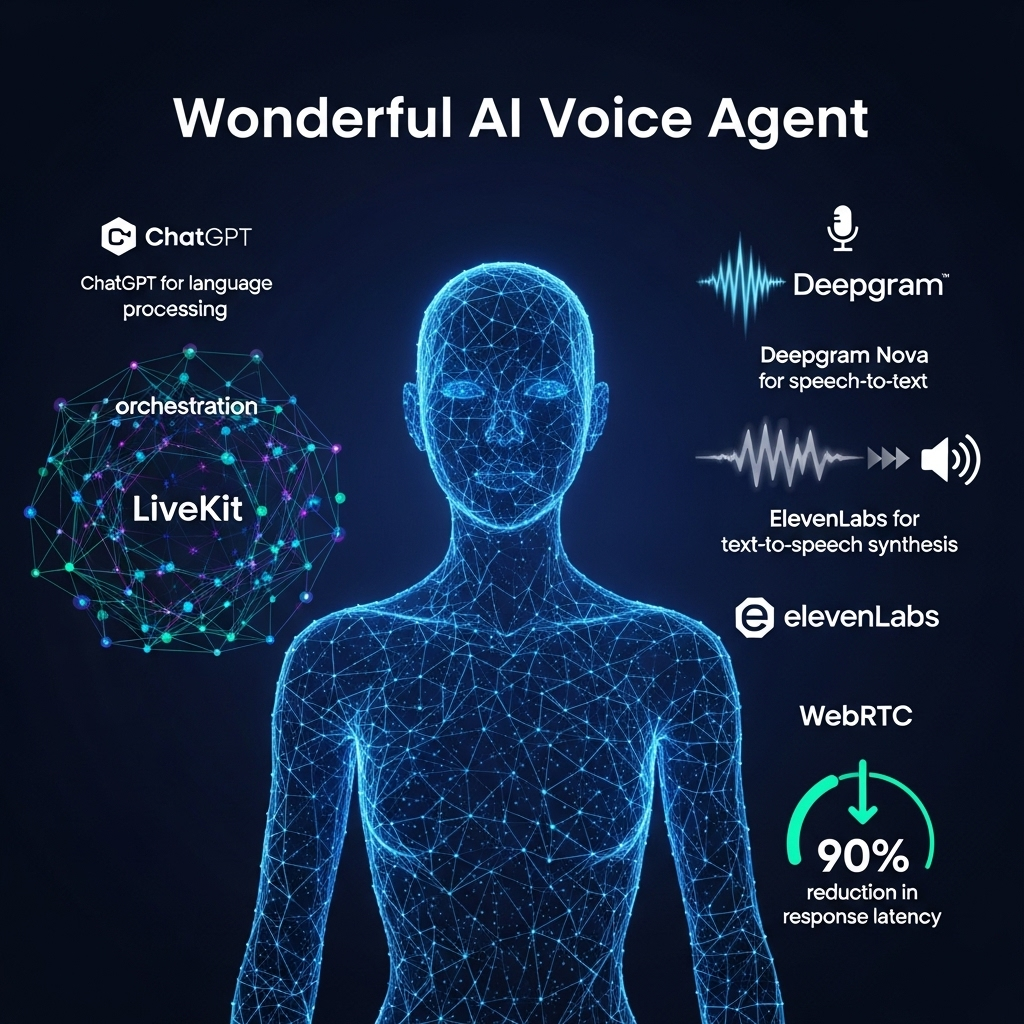 Wonderful AI Voice Agent
ChatGPT
ChatGPT for language
processing
orchestration
LiveKit
Deepgram™
Deepgram Nova
for speech-to-text
ElevenLabs for
text-to-speech synthesis
elevenLabs
WebRTC
90%
reduction in
response latency